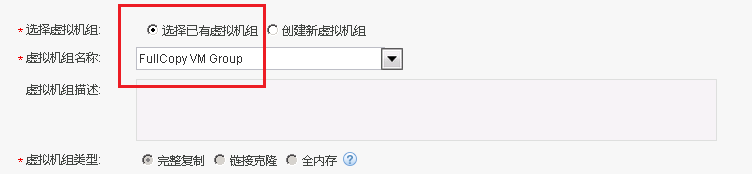 * 选择虚拟机组: 选择已有虚拟机组 创建新虚拟机组
* 虚拟机组名称: FullCopy VM Group
虚拟机组描述:
* 虚拟机组类型: 完整复制 链接克隆 全内存 ?